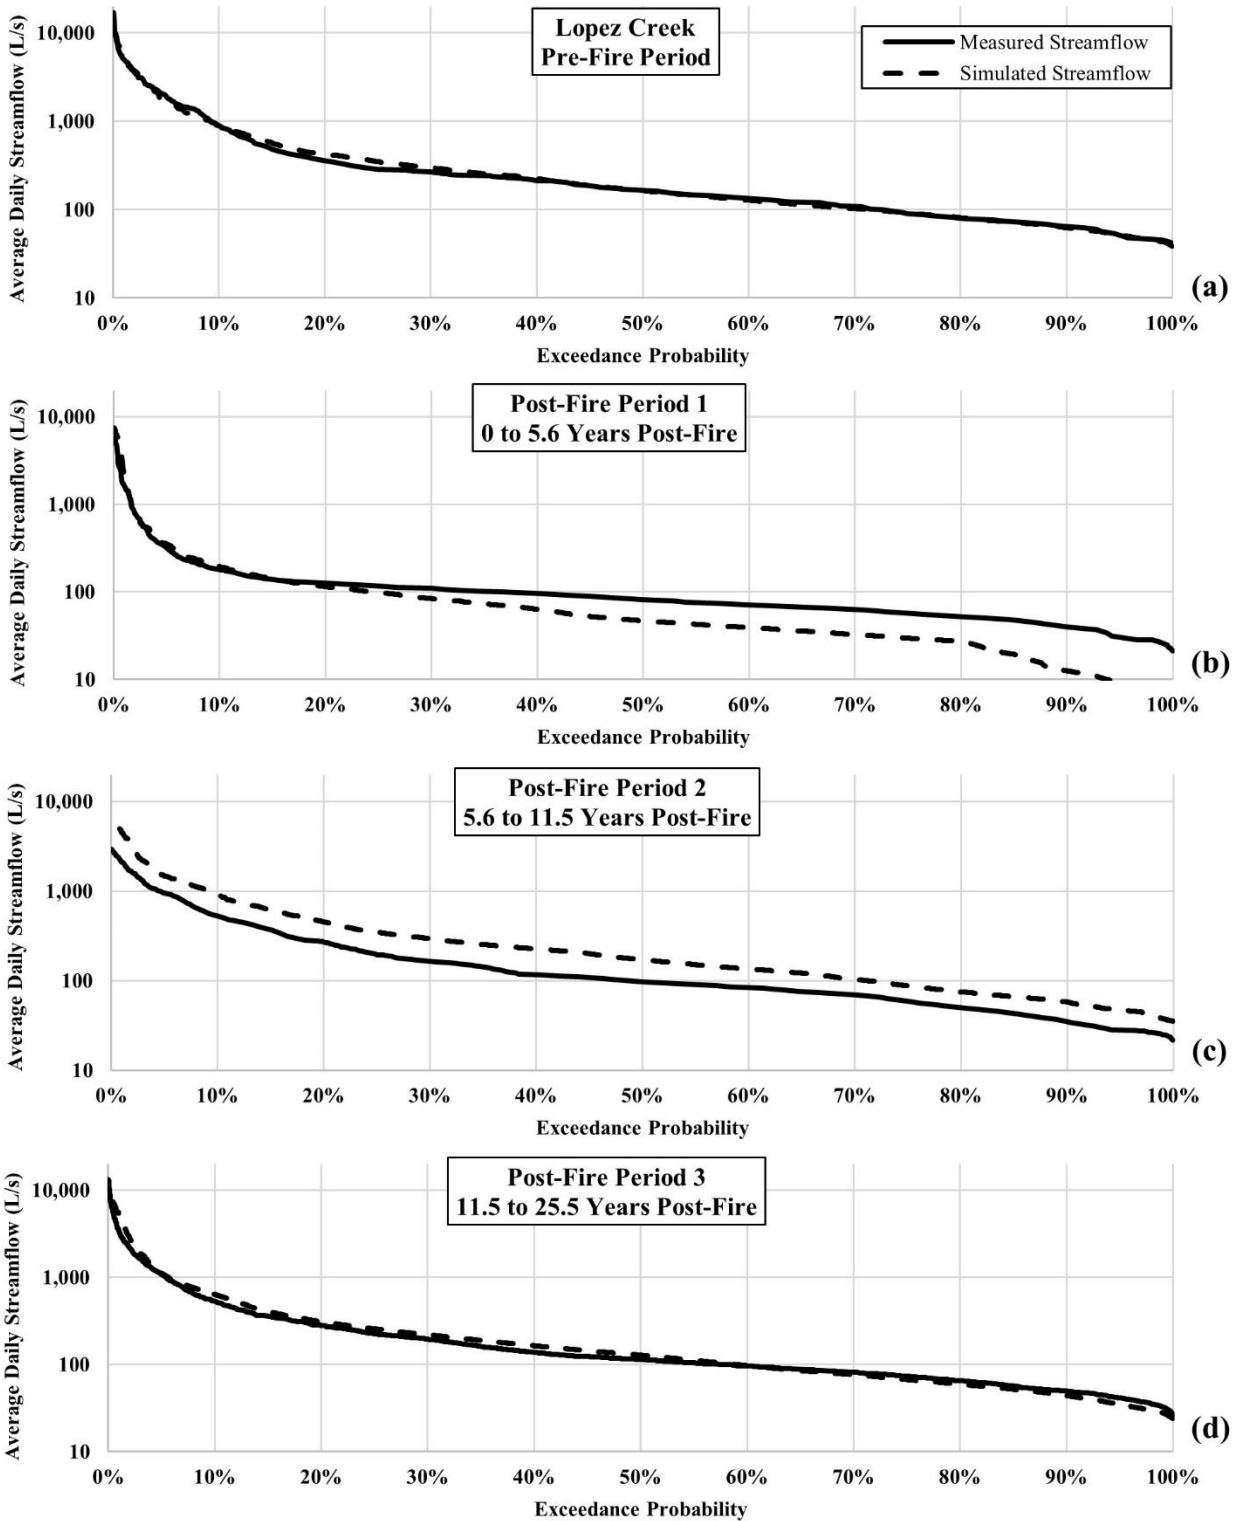 Lopez Creek
Pre-Fire Period
Measured Streamflow
Simulated Streamflow
Average Daily Streamflow (L/s)
10,000
1,000
100
10
0% 10% 20% 30% 40% 50% 60% 70% 80% 90% 100%
Exceedance Probability
(a)
Post-Fire Period 1
0 to 5.6 Years Post-Fire
Average Daily Streamflow (L/s)
10,000
1,000
100
10
0% 10% 20% 30% 40% 50% 60% 70% 80% 90% 100%
Exceedance Probability
(b)
Post-Fire Period 2
5.6 to 11.5 Years Post-Fire
Average Daily Streamflow (L/s)
10,000
1,000
100
10
0% 10% 20% 30% 40% 50% 60% 70% 80% 90% 100%
Exceedance Probability
(c)
Post-Fire Period 3
11.5 to 25.5 Years Post-Fire
Average Daily Streamflow (L/s)
10,000
1,000
100
10
0% 10% 20% 30% 40% 50% 60% 70% 80% 90% 100%
Exceedance Probability
(d)